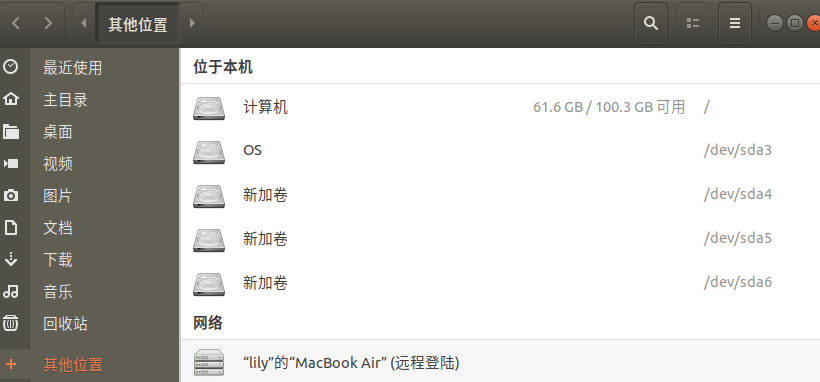 其他位置
最近使用
主目录
桌面
视频
图片
文档
下载
音乐
回收站
其他位置
位于本机
计算机 61.6 GB / 100.3 GB 可用 /
OS /dev/sda3
新加卷 /dev/sda4
新加卷 /dev/sda5
新加卷 /dev/sda6
网络
“lily”的“MacBook Air” (远程登陆)